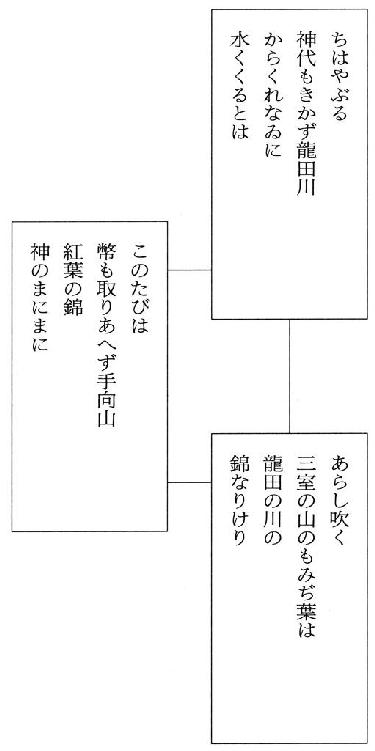 ちはやぶる
神代もきかず龍田川
からくれなゐに
水くくるとは
あらし吹く
三室の山のもみぢ葉は
龍田の川の
錦なりけり
このたびは
幣も取りあへず手向山
紅葉の錦
神のまにまに